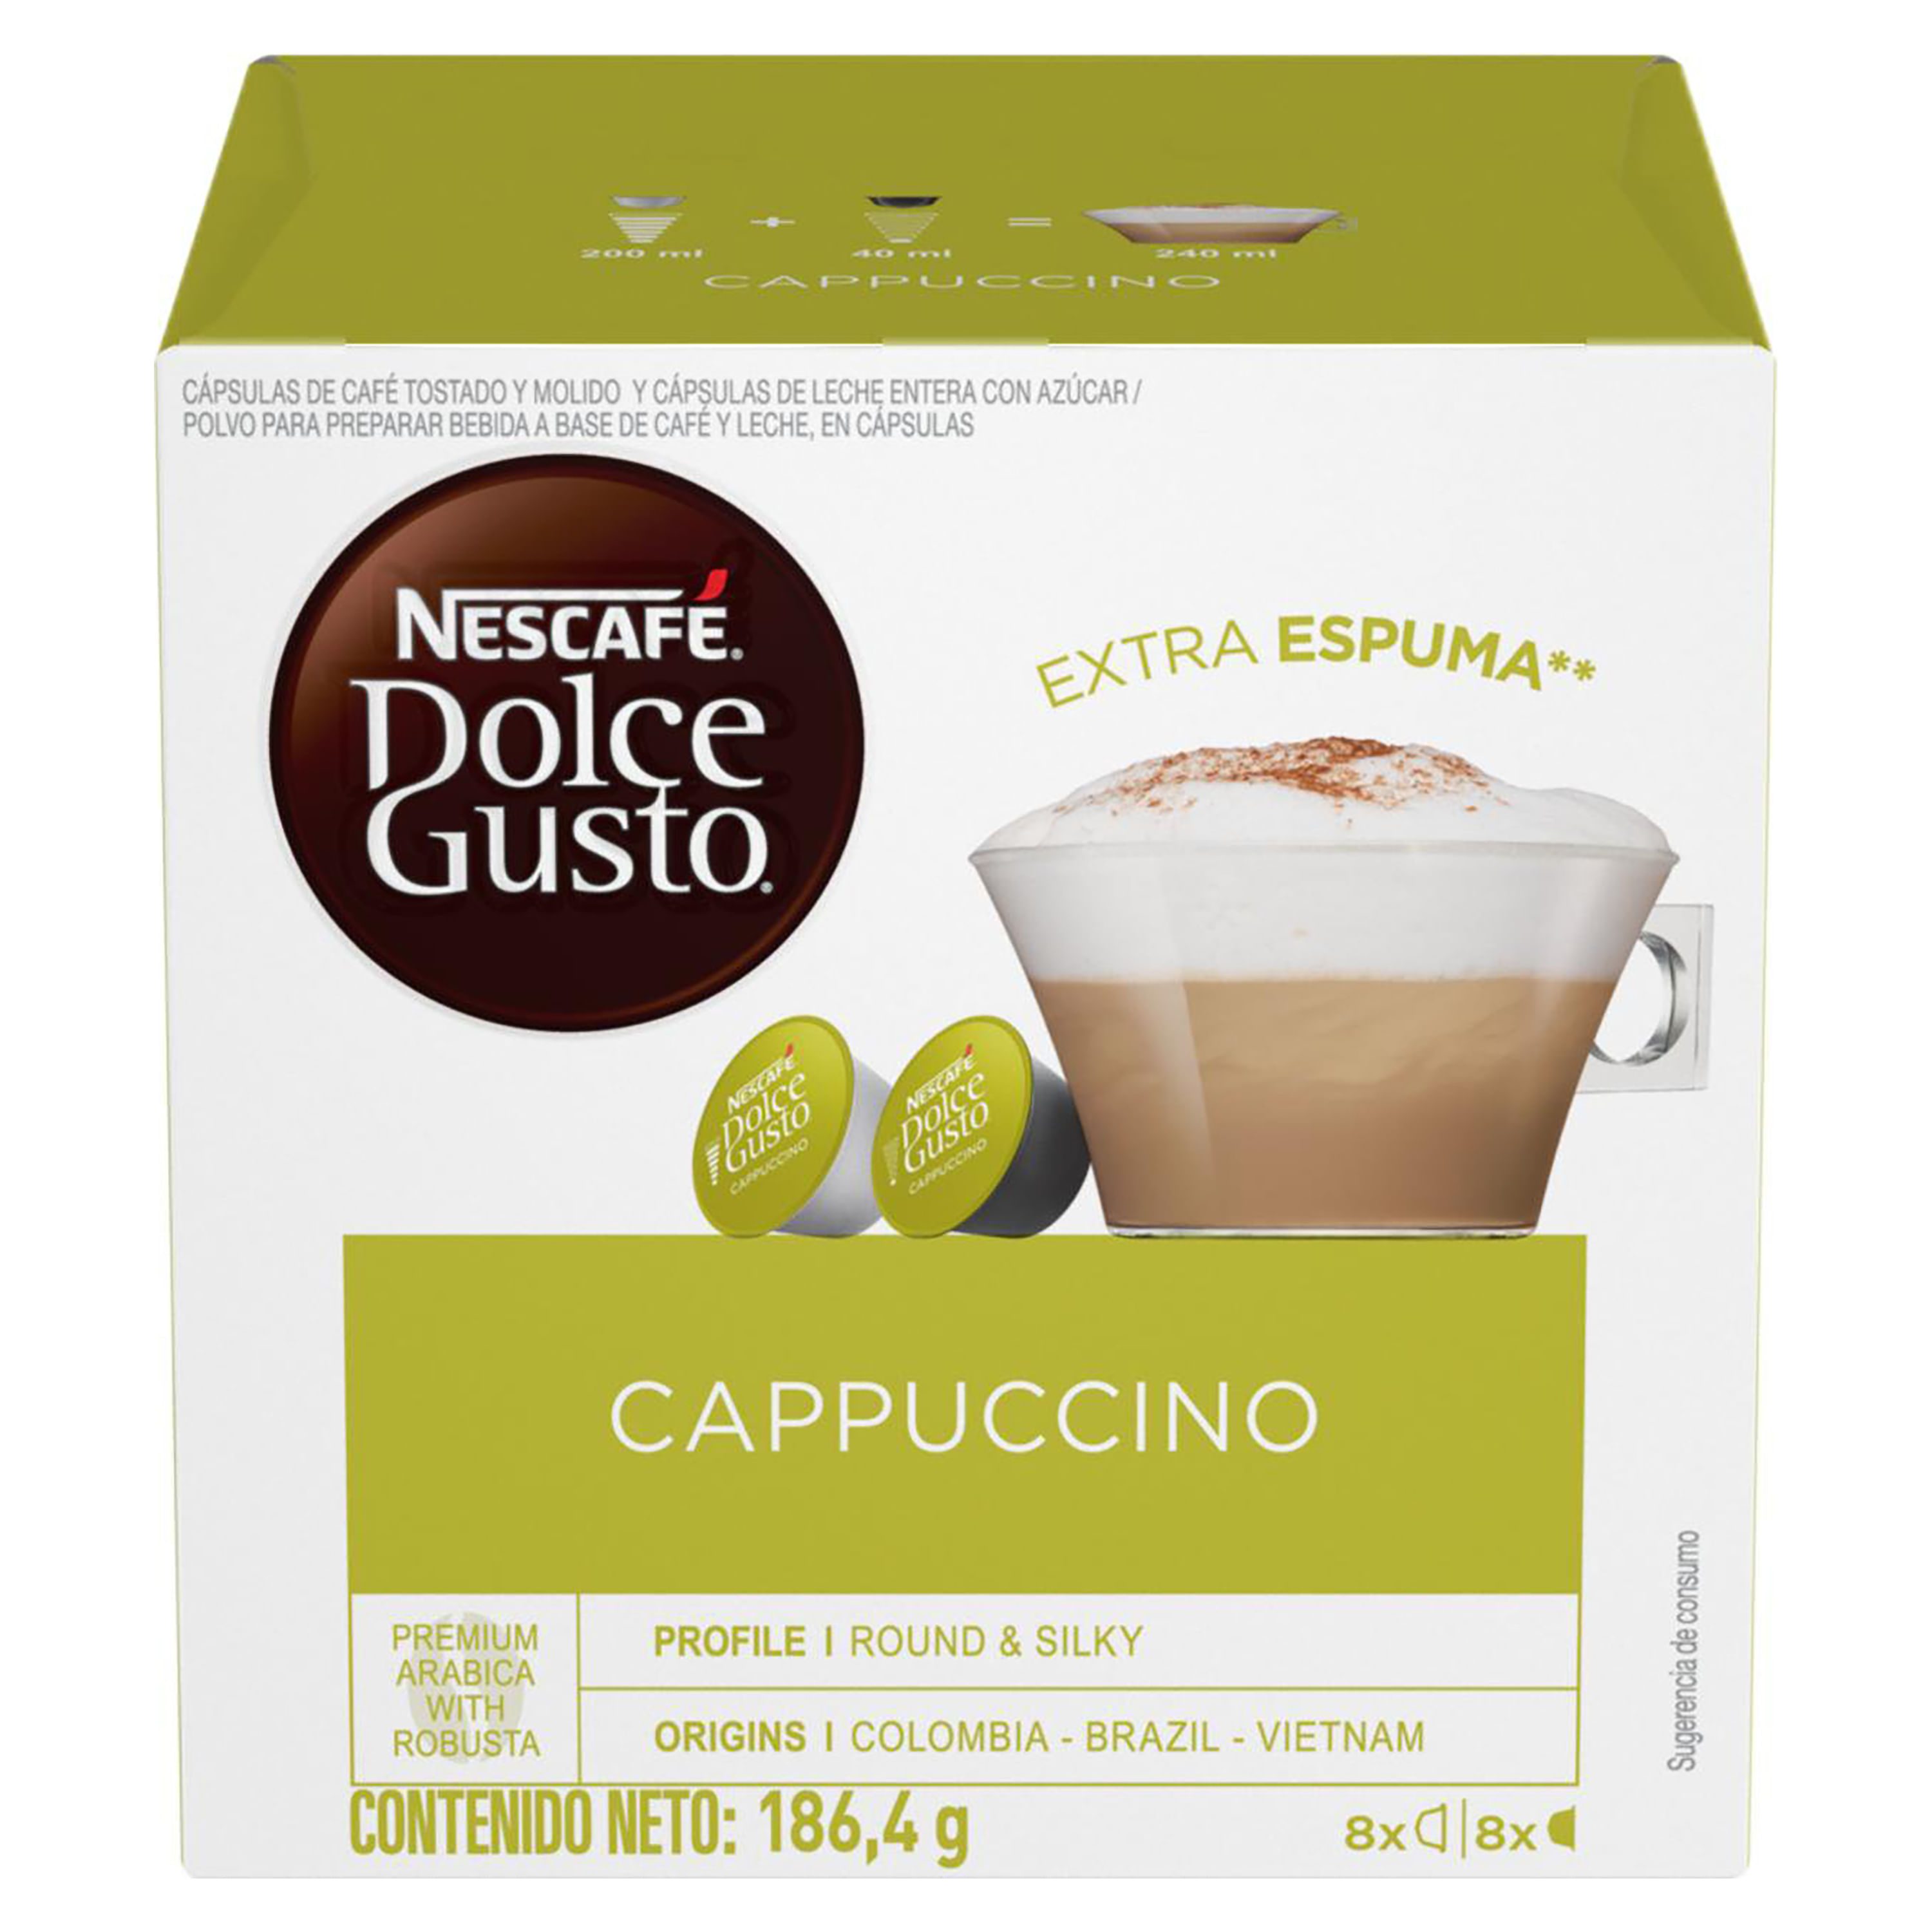 200 ml + 40 ml = 240 ml
CAPPUCCINO
CÁPSULAS DE CAFÉ TOSTADO Y MOLIDO Y CÁPSULAS DE LECHE ENTERA CON AZÚCAR /
POLVO PARA PREPARAR BEBIDA A BASE DE CAFÉ Y LECHE, EN CÁPSULAS
NESCAFÉ®
DOLCE
GUSTO®
EXTRA ESPUMA**
NESCAFÉ
DOLCE
GUSTO
CAPPUCCINO
NESCAFÉ
DOLCE
GUSTO
CAPPUCCINO
CAPPUCCINO
PREMIUM
ARABICA
WITH
ROBUSTA
PROFILE | ROUND & SILKY
ORIGINS | COLOMBIA - BRAZIL - VIETNAM
CONTENIDO NETO: 186,4 g
8x | 8x
Sugerencia de consumo